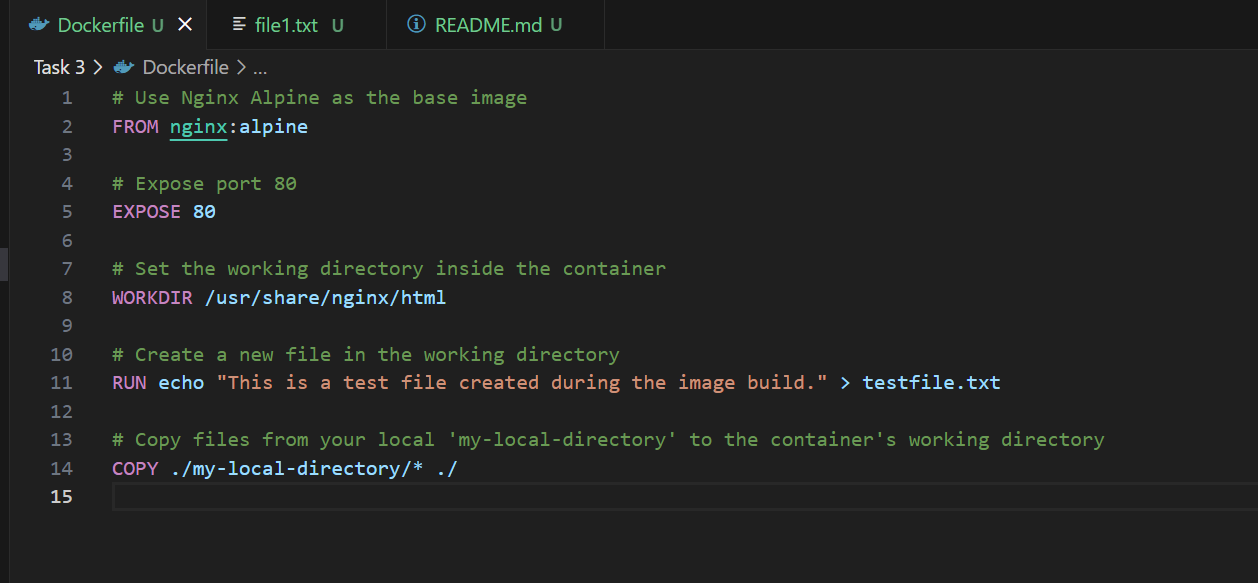 Dockerfile U
file1.txt U
README.md U
Task 3 > Dockerfile > ...
1 # Use Nginx Alpine as the base image
2 FROM nginx:alpine
3
4 # Expose port 80
5 EXPOSE 80
6
7 # Set the working directory inside the container
8 WORKDIR /usr/share/nginx/html
9
10 # Create a new file in the working directory
11 RUN echo "This is a test file created during the image build." > testfile.txt
12
13 # Copy files from your local 'my-local-directory' to the container's working directory
14 COPY ./my-local-directory/* ./
15